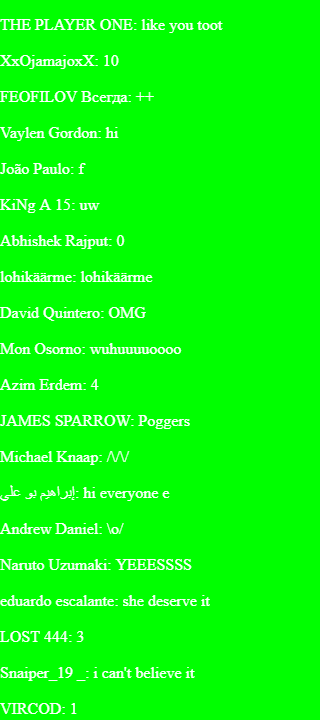 THE PLAYER ONE: like you toot
XxOjamajoxX: 10
FEOFILOV Всегда: ++
Vaylen Gordon: hi
João Paulo: f
KiNg A 15: uw
Abhishek Rajput: 0
lohikäärme: lohikäärme
David Quintero: OMG
Mon Osorno: wuhuuuuoooo
Azim Erdem: 4
JAMES SPARROW: Poggers
Michael Knaap: /\/\/
إبراهيم بو علي: hi everyone e
Andrew Daniel: \o/
Naruto Uzumaki: YEEESSSS
eduardo escalante: she deserve it
LOST 444: 3
Snaiper_19 _: i can't believe it
VIRCOD: 1